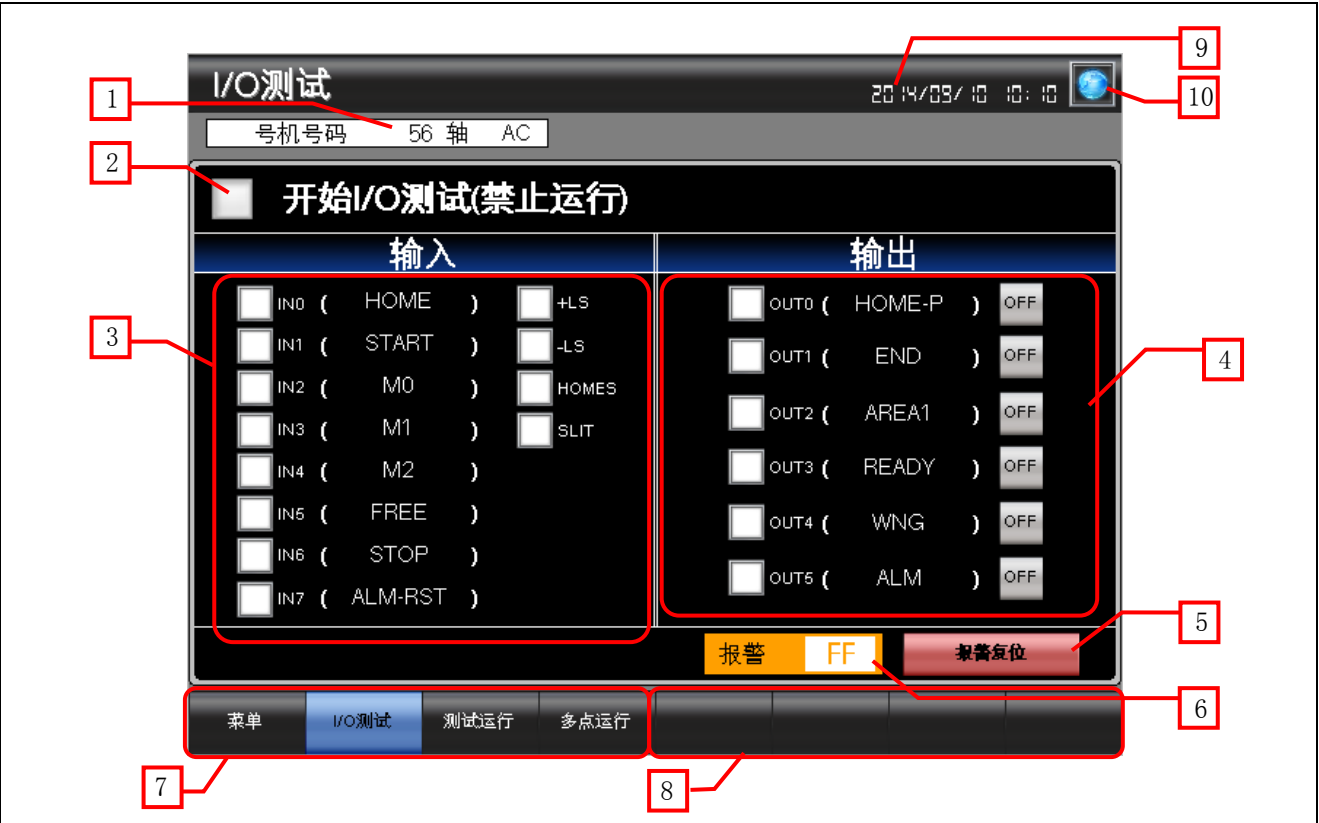 9
I/O测试
2014/09/10 10:10
1
10
号机号码 56 轴 AC
2
开始I/O测试(禁止运行)
输入 输出
3
IN0 ( HOME ) +LS OUT0 ( HOME-P ) OFF
IN1 ( START ) -LS OUT1 ( END ) OFF
4
IN2 ( M0 ) HOMES OUT2 ( AREA1 ) OFF
IN3 ( M1 ) SLIT OUT3 ( READY ) OFF
IN4 ( M2 )
IN5 ( FREE ) OUT4 ( WNG ) OFF
IN6 ( STOP ) OUT5 ( ALM ) OFF
IN7 ( ALM-RST )
5
报警 FF 报警复位
6
菜单 I/O测试 测试运行 多点运行
7
8